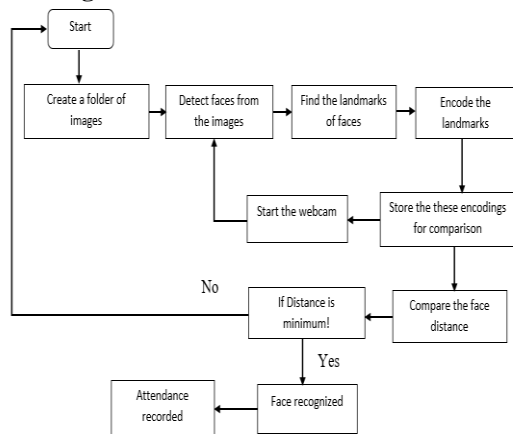 Start
Create a folder of
images
Detect faces from
the images
Find the landmarks
of faces
Encode the
landmarks
Start the webcam
Store the these encodings
for comparison
No
If Distance is
minimum!
Compare the face
distance
Yes
Attendance
recorded
Face recognized